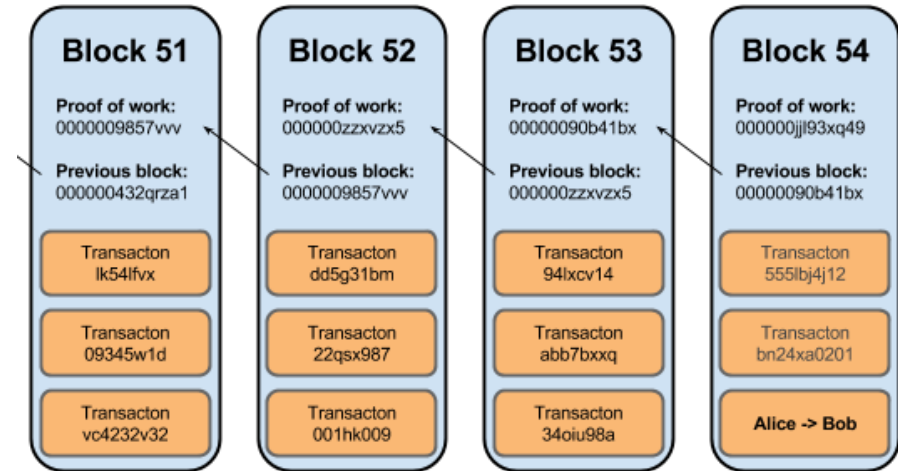 Block 51
Proof of work:
0000009857vvv
Previous block:
000000432qrza1
Transacton
lk54lfvx
Transacton
09345w1d
Transacton
vc4232v32
Block 52
Proof of work:
000000zzxvzx5
Previous block:
0000009857vvv
Transacton
dd5g31bm
Transacton
22qsx987
Transacton
001hk009
Block 53
Proof of work:
00000090b41bx
Previous block:
000000zzxvzx5
Transacton
94lxcv14
Transacton
abb7bxxq
Transacton
34oiu98a
Block 54
Proof of work:
000000jjl93xq49
Previous block:
00000090b41bx
Transacton
555lbj4j12
Transacton
bn24xa0201
Alice -> Bob